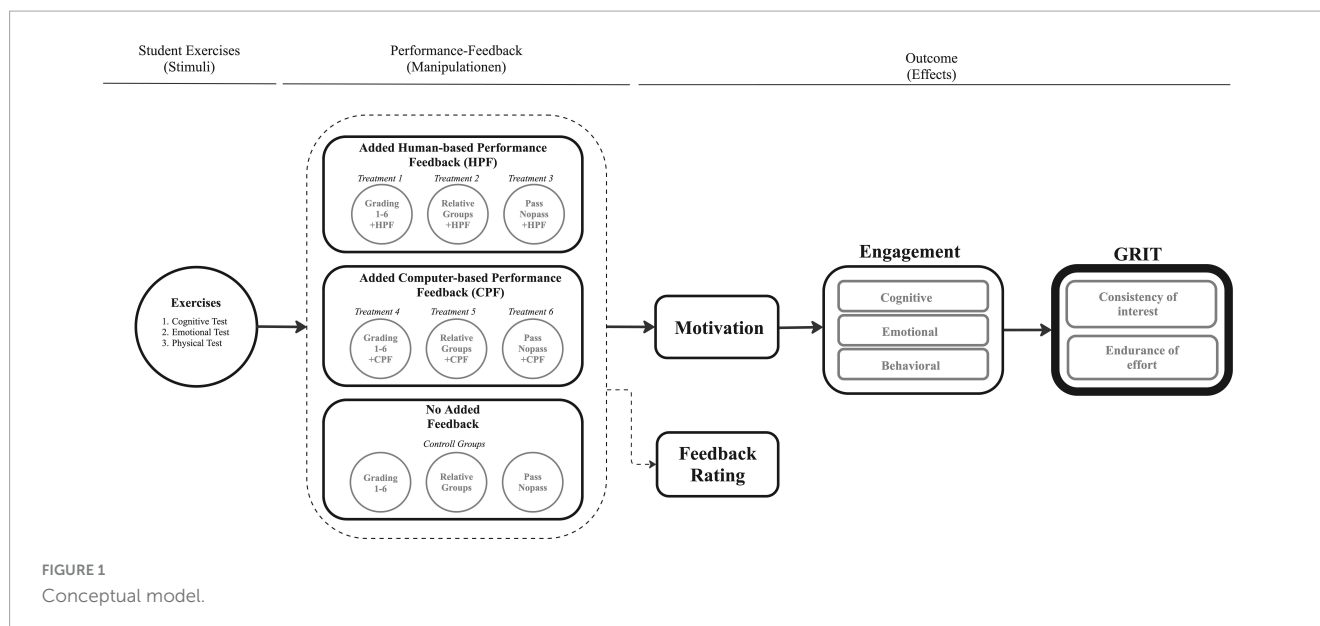 Student Exercises
(Stimuli)
Performance-Feedback
(Manipulationen)
Outcome
(Effects)
Exercises
1. Cognitive Test
2. Emotional Test
3. Physical Test
Added Human-based Performance
Feedback (HPF)
Treatment 1
Treatment 2
Treatment 3
Grading
1-6
+HPF
Relative
Groups
+HPF
Pass
Nopass
+HPF
Added Computer-based Performance
Feedback (CPF)
Treatment 4
Treatment 5
Treatment 6
Grading
1-6
+CPF
Relative
Groups
+CPF
Pass
Nopass
+CPF
No Added
Feedback
Controll Groups
Grading
1-6
Relative
Groups
Pass
Nopass
Motivation
Feedback
Rating
Engagement
Cognitive
Emotional
Behavioral
GRIT
Consistency of
interest
Endurance of
effort
FIGURE 1
Conceptual model.